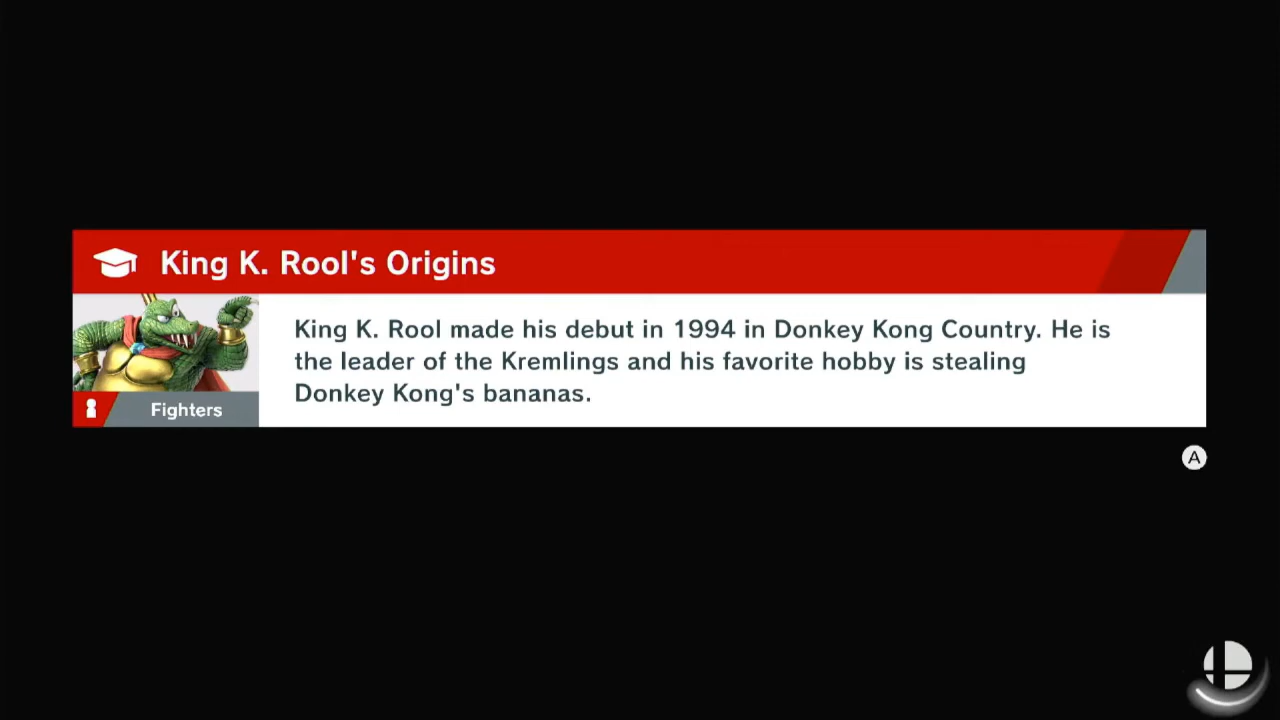 King K. Rool's Origins
King K. Rool made his debut in 1994 in Donkey Kong Country. He is
the leader of the Kremlings and his favorite hobby is stealing
Donkey Kong's bananas.
Fighters
A